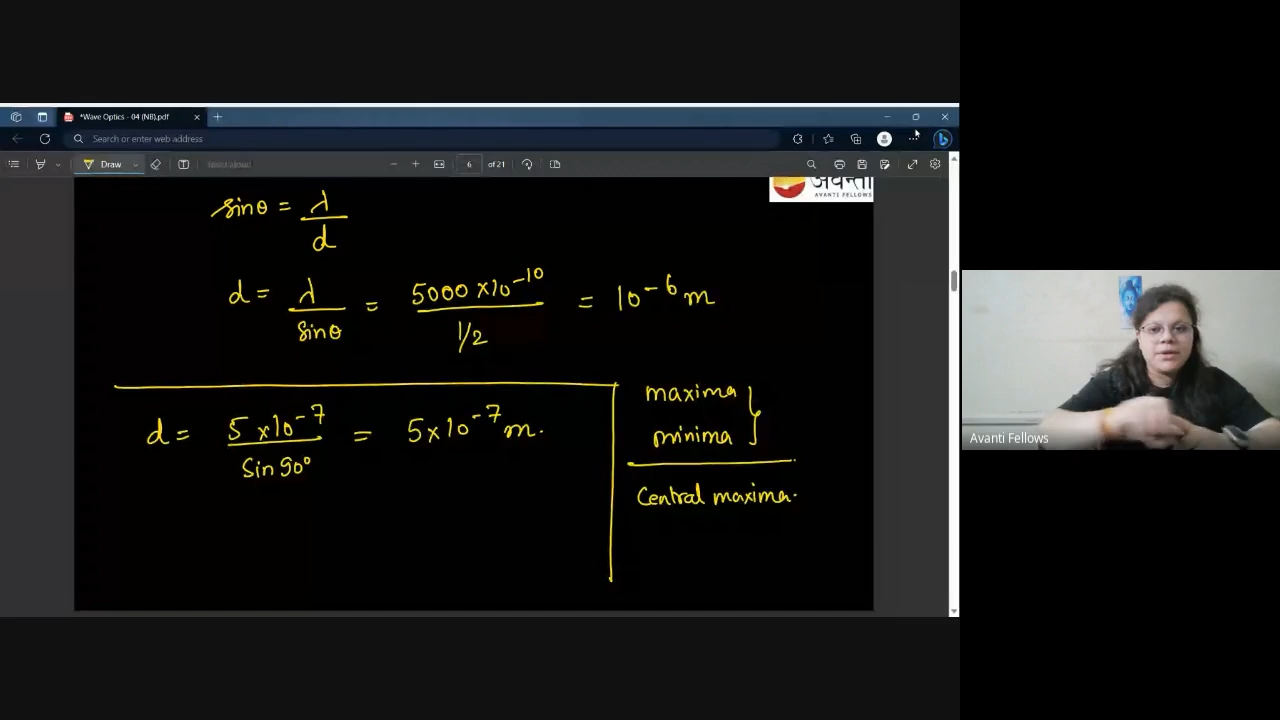 *Wave Optics - 04 (NB).pdf
Search or enter web address
Draw
6 of 21
अवन्ती
AVANTI FELLOWS
sinθ = λ/d
d = λ/sinθ = 5000 × 10⁻¹⁰/1/2 = 10⁻⁶ m
maxima
minima
d = 5 × 10⁻⁷/Sin 90° = 5 × 10⁻⁷ m.
Central maxima.
Avanti Fellows